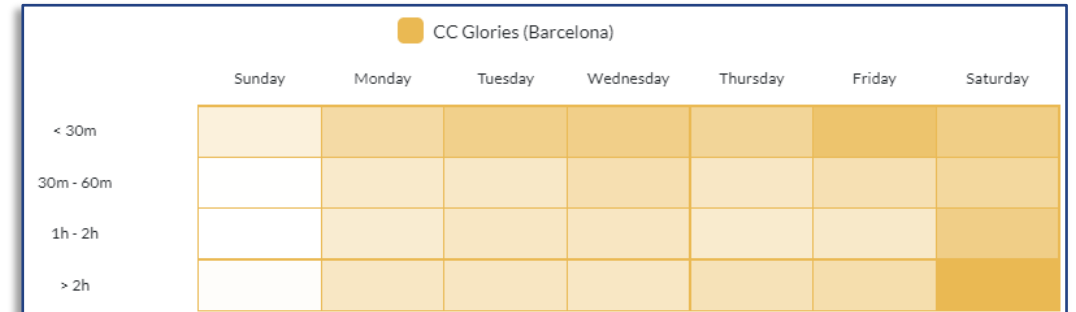 CC Glories (Barcelona)
Sunday Monday Tuesday Wednesday Thursday Friday Saturday
< 30m
30m - 60m
1h - 2h
> 2h